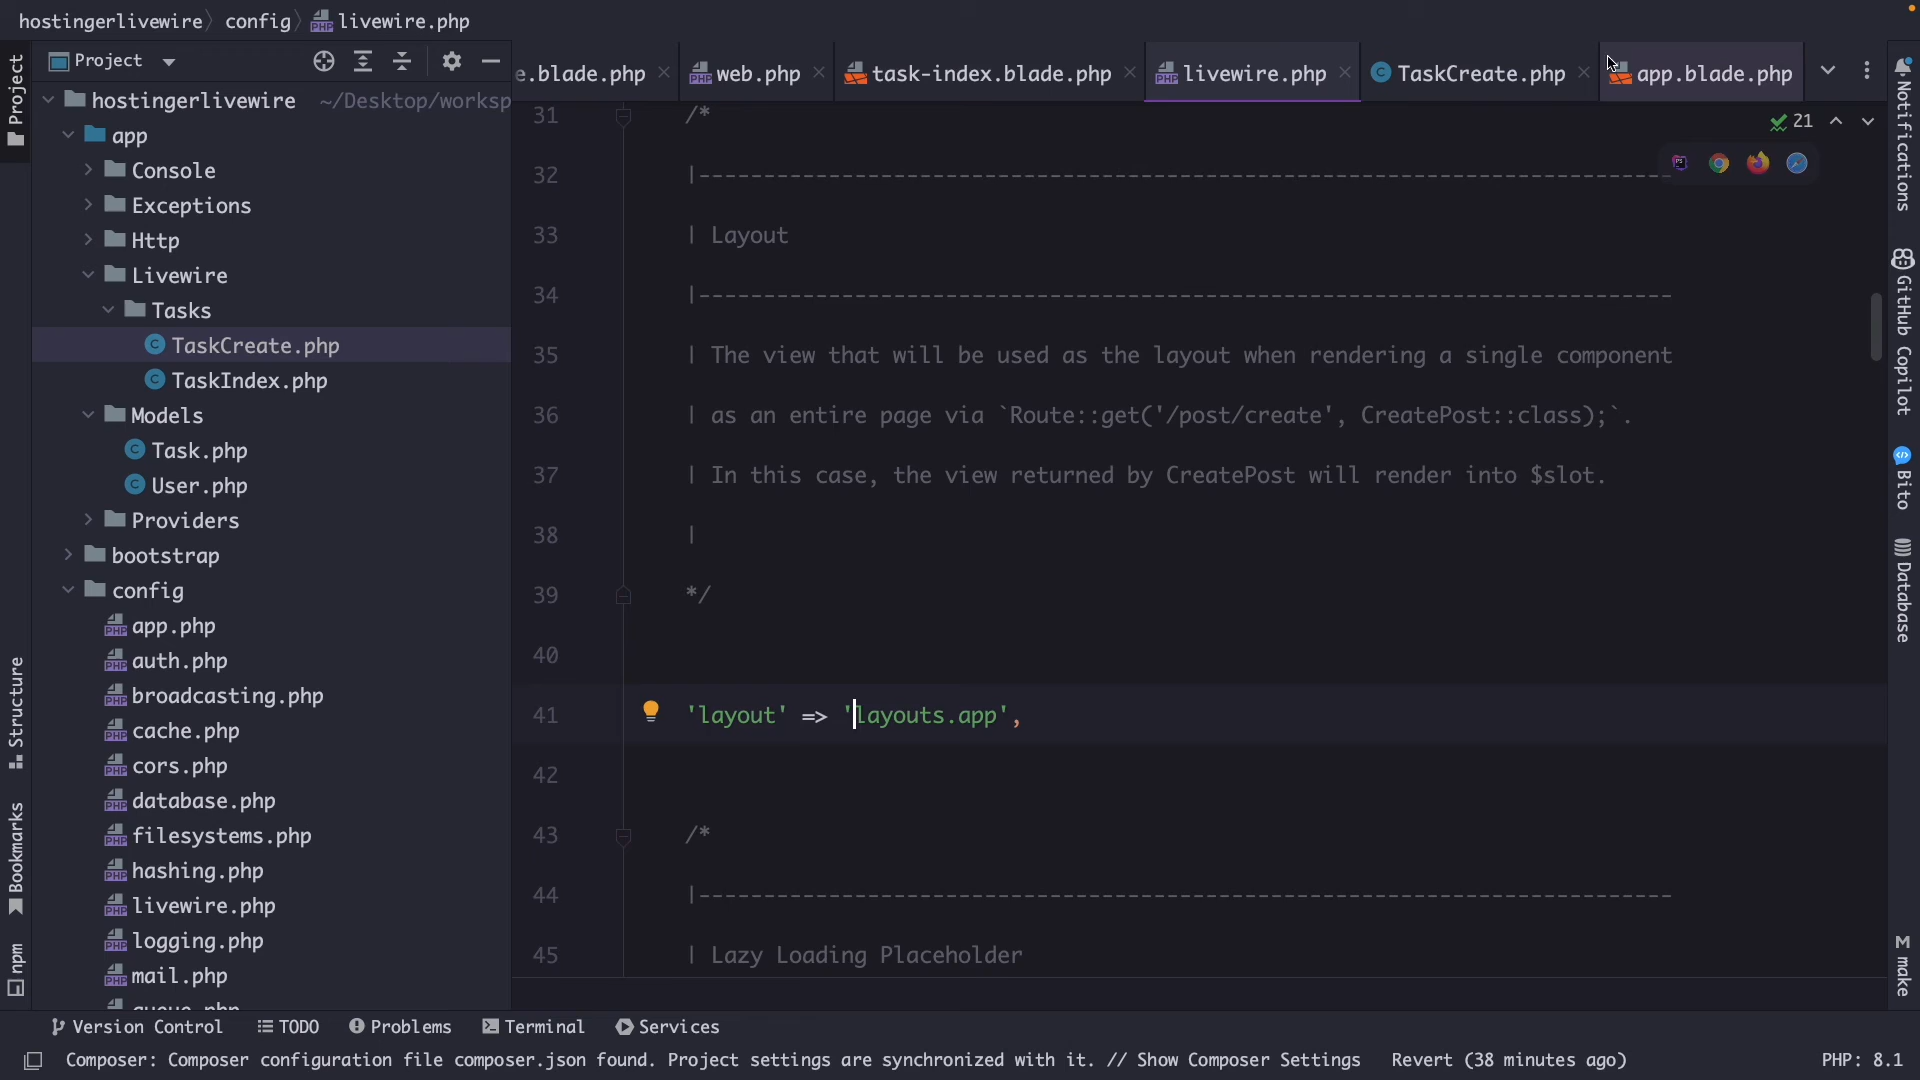 hostingerlivewire config livewire.php
Project
e.blade.php web.php task-index.blade.php livewire.php TaskCreate.php app.blade.php
hostingerlivewire ~/Desktop/worksp
app
Console
Exceptions
Http
Livewire
Tasks
TaskCreate.php
TaskIndex.php
Models
Task.php
User.php
Providers
bootstrap
config
app.php
auth.php
broadcasting.php
cache.php
cors.php
database.php
filesystems.php
hashing.php
livewire.php
logging.php
mail.php
queue.php
21
31 /*
32 |---------------------------------------------------------------------------
33 | Layout
34 |---------------------------------------------------------------------------
35 | The view that will be used as the layout when rendering a single component
36 | as an entire page via `Route::get('/post/create', CreatePost::class);`.
37 | In this case, the view returned by CreatePost will render into $slot.
38 |
39 */
40
41 'layout' => 'layouts.app',
42
43 /*
44 |---------------------------------------------------------------------------
45 | Lazy Loading Placeholder
Project
Structure
Bookmarks
npm
Notifications
GitHub Copilot
Bito
Database
M make
Version Control TODO Problems Terminal Services
Composer: Composer configuration file composer.json found. Project settings are synchronized with it. // Show Composer Settings Revert (38 minutes ago) PHP: 8.1